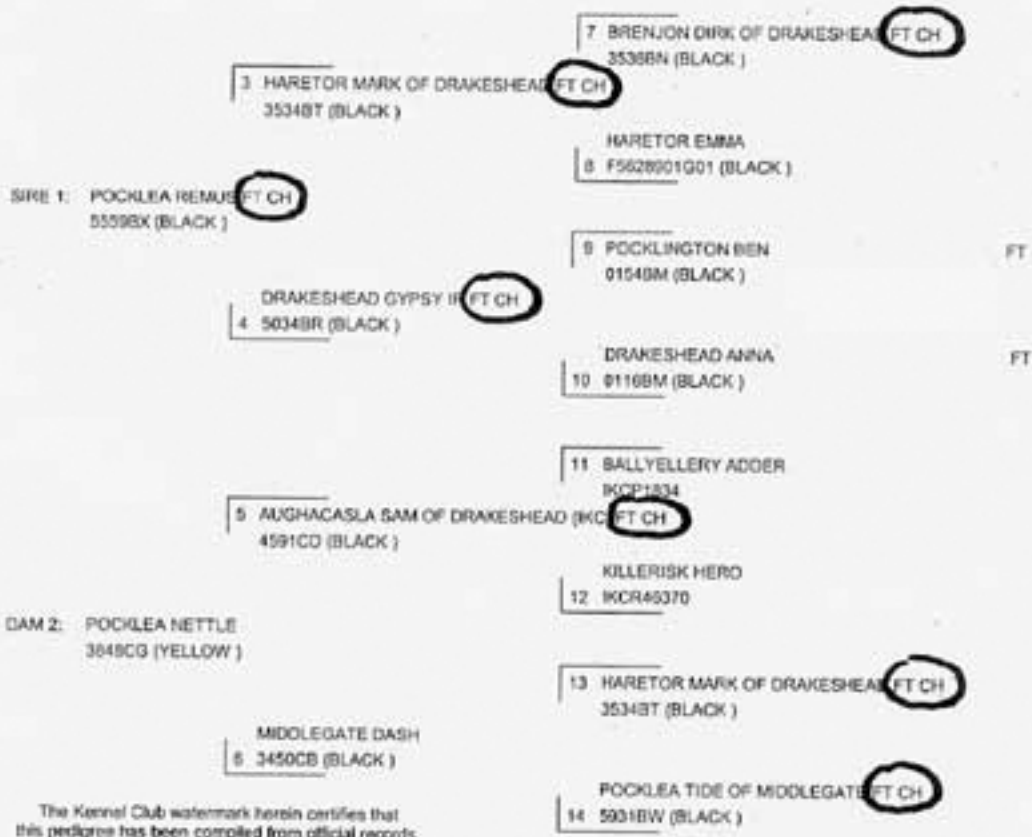 7 BRENJON DIRK OF DRAKESHEAD FT CH
3536BN (BLACK )
3 HARETOR MARK OF DRAKESHEAD FT CH
3534BT (BLACK )
HARETOR EMMA
8 F5628901G01 (BLACK )
SIRE 1: POCKLEA REMUS FT CH
5559BX (BLACK )
9 POCKLINGTON BEN FT
0154BM (BLACK )
DRAKESHEAD GYPSY FT CH
4 5034BR (BLACK )
DRAKESHEAD ANNA FT
10 0116BM (BLACK )
11 BALLYELLERY ADDER
IKCP1834
5 AUGHACASLA SAM OF DRAKESHEAD (IKC FT CH
4591CD (BLACK )
KILLERISK HERO
12 IKCR46370
DAM 2: POCKLEA NETTLE
3848CG (YELLOW )
13 HARETOR MARK OF DRAKESHEAD FT CH
3534BT (BLACK )
MIDDLEGATE DASH
6 3450CB (BLACK )
POCKLEA TIDE OF MIDDLEGATE FT CH
14 5931BW (BLACK )
The Kennel Club watermark herein certifies that
this pedigree has been compiled from official records